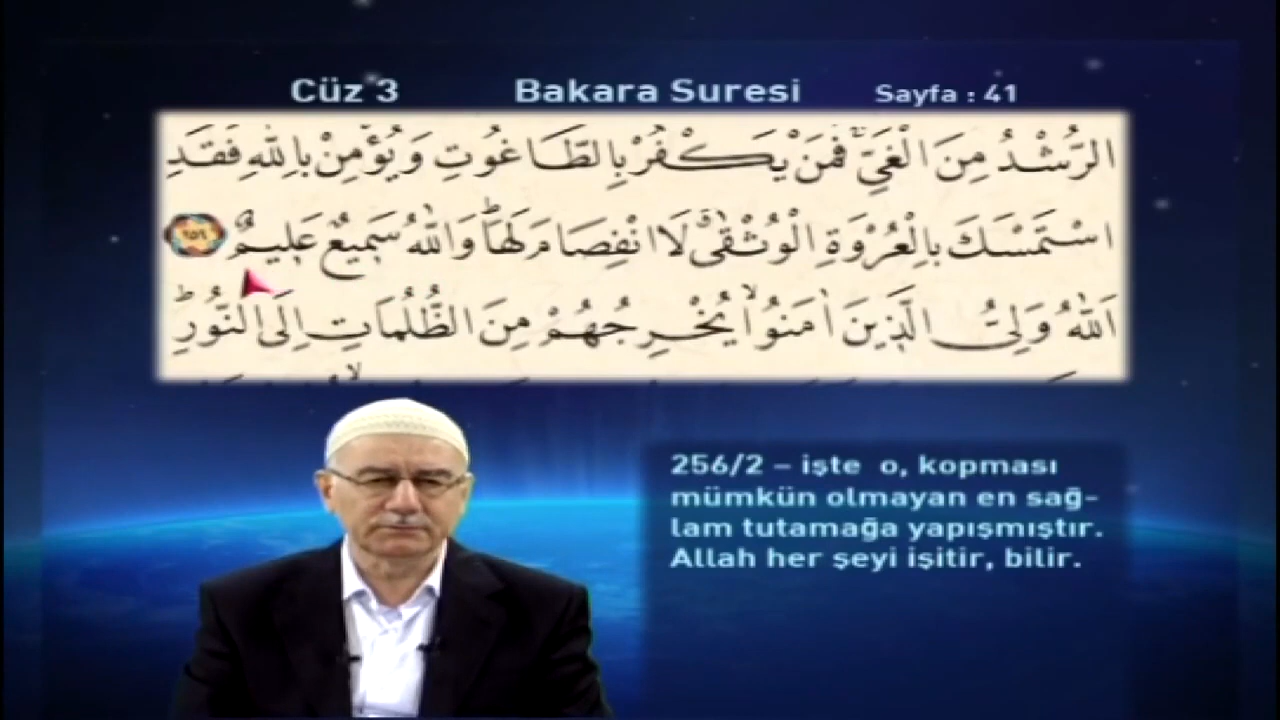 Cüz 3 Bakara Suresi Sayfa : 41
الرُّشْدُ مِنَ الْغَيِّۚ فَمَنْ يَكْفُرْ بِالطَّاغُوتِ وَيُؤْمِنْ بِاللّٰهِ فَقَدِ
اسْتَمْسَكَ بِالْعُرْوَةِ الْوُثْقٰىۗ لَا انْفِصَامَ لَهَاۜ وَاللّٰهُ سَمٖيعٌ عَلٖيمٌ ٢٥٦
اَللّٰهُ وَلِيُّ الَّذٖينَ اٰمَنُواۙ يُخْرِجُهُمْ مِنَ الظُّلُمَاتِ اِلَى النُّورِۜ
256/2 – işte o, kopması
mümkün olmayan en sağ-
lam tutamağa yapışmıştır.
Allah her şeyi işitir, bilir.